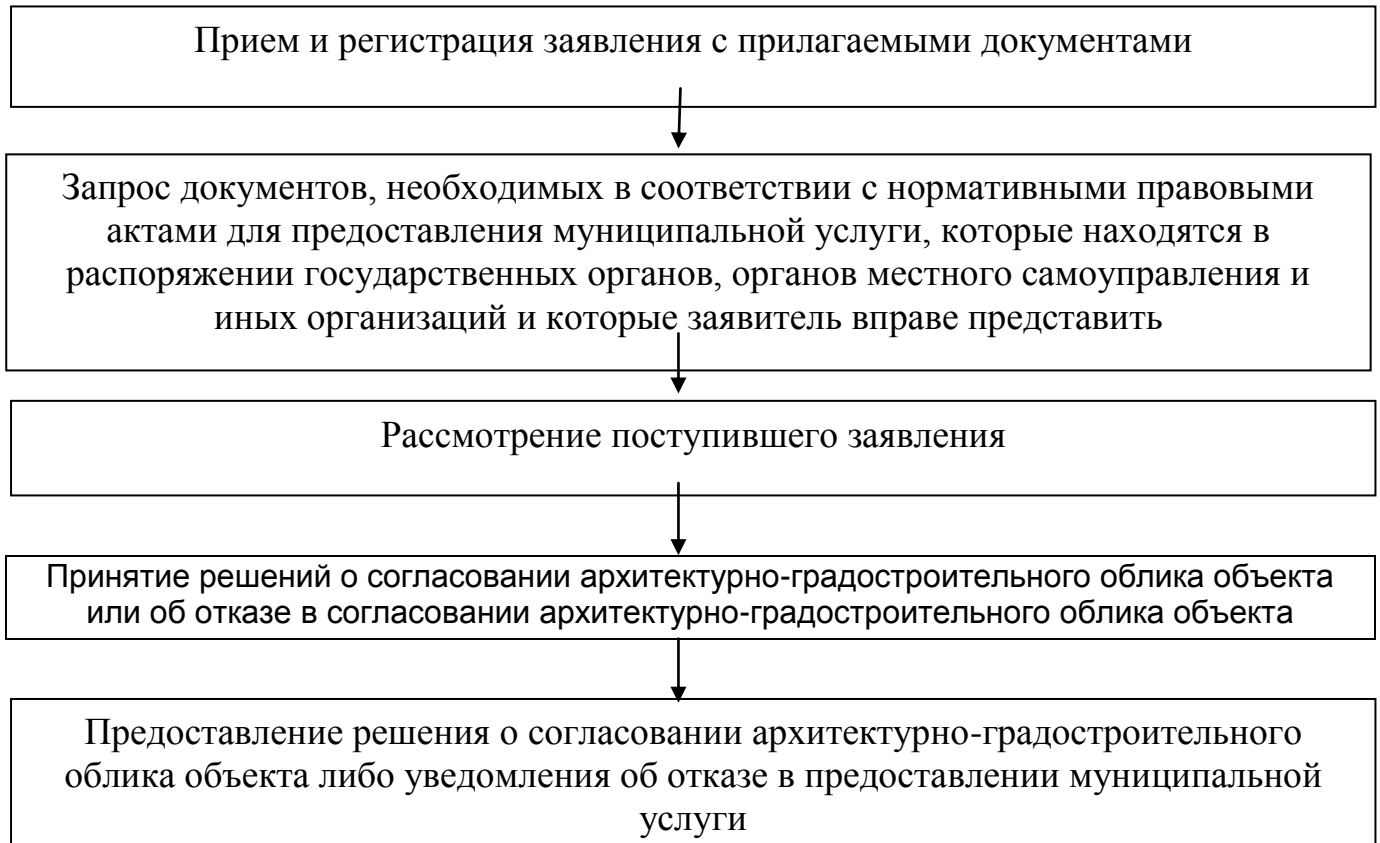 Прием и регистрация заявления с прилагаемыми документами
Запрос документов, необходимых в соответствии с нормативными правовыми
актами для предоставления муниципальной услуги, которые находятся в
распоряжении государственных органов, органов местного самоуправления и
иных организаций и которые заявитель вправе представить
Рассмотрение поступившего заявления
Принятие решений о согласовании архитектурно-градостроительного облика объекта
или об отказе в согласовании архитектурно-градостроительного облика объекта
Предоставление решения о согласовании архитектурно-градостроительного
облика объекта либо уведомления об отказе в предоставлении муниципальной
услуги